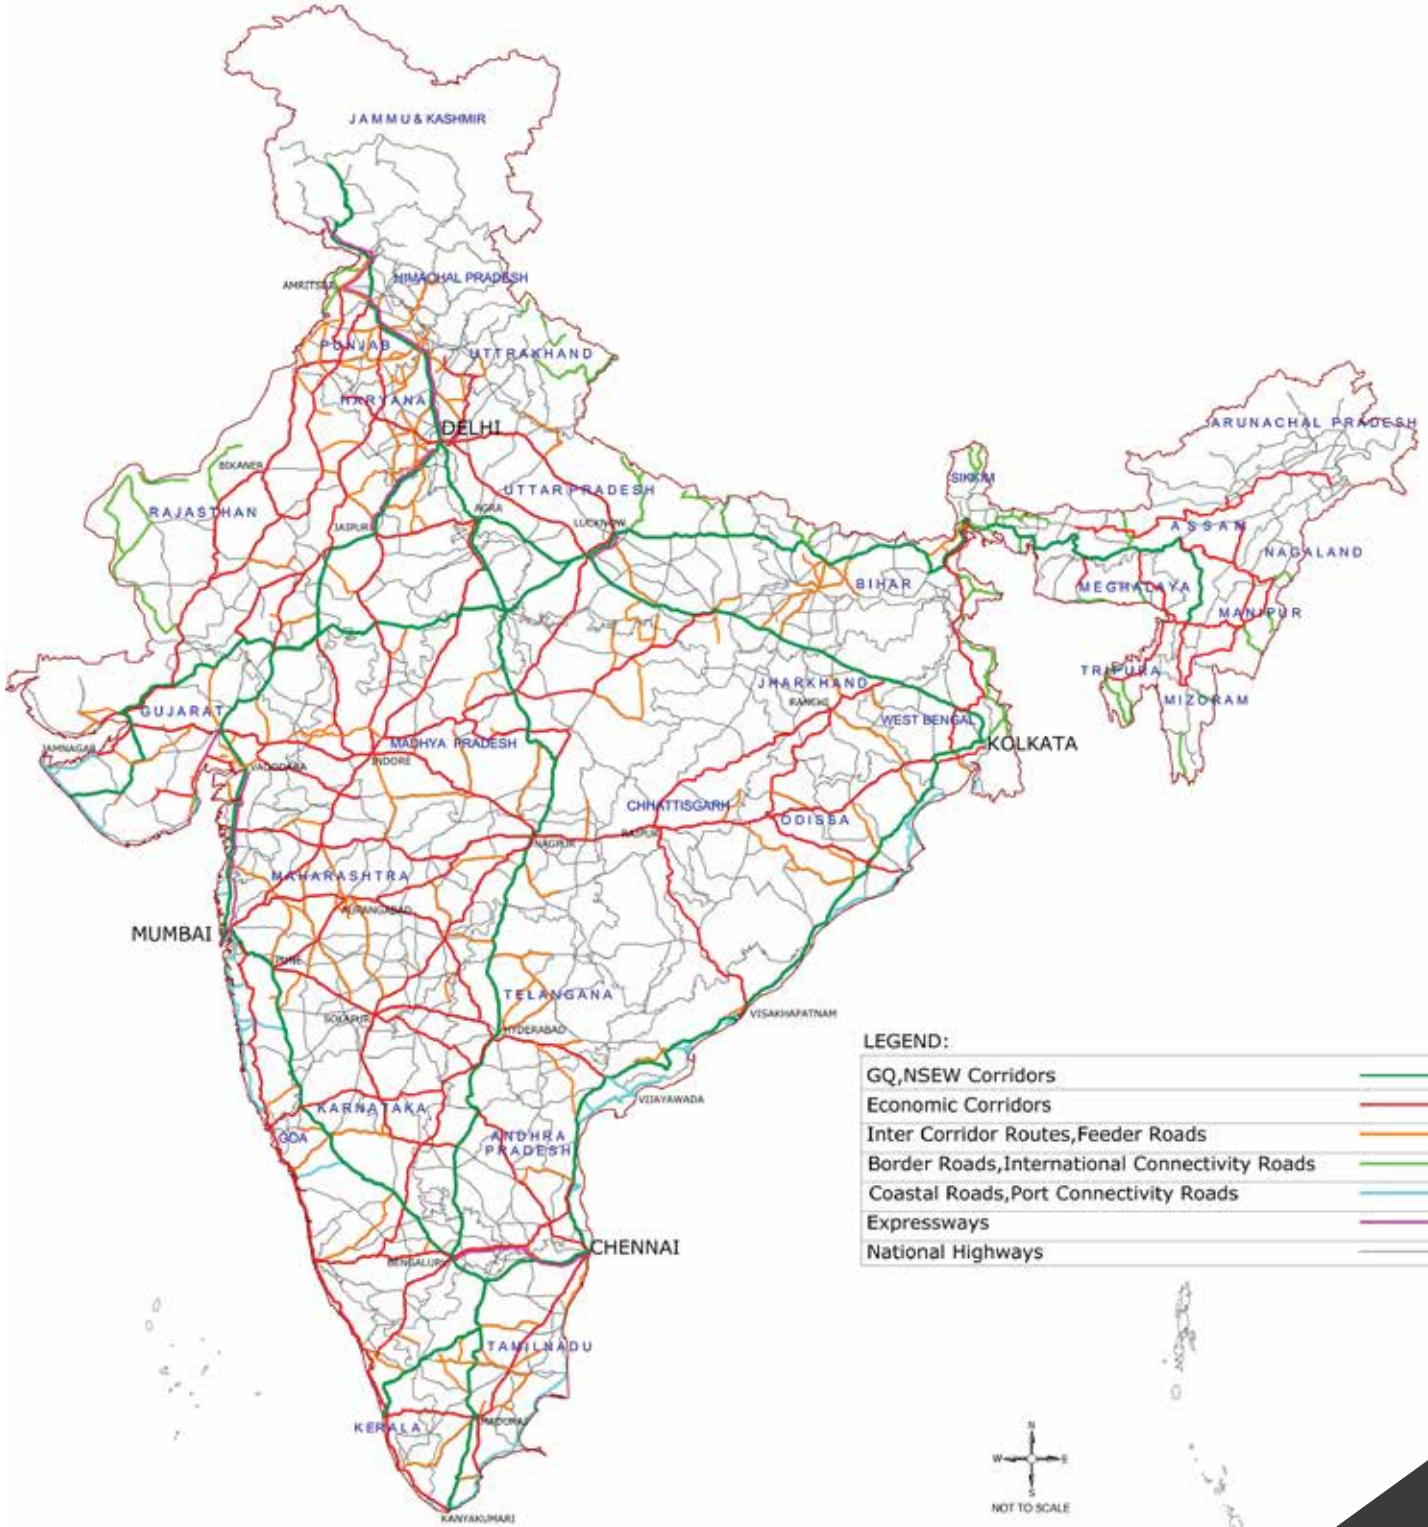 JAMMU & KASHMIR
HIMACHAL PRADESH
AMRITSAR
PUNJAB
UTTRAKHAND
HARYANA
DELHI
ARUNACHAL PRADESH
BIKANER
SIKKIM
UTTAR PRADESH
RAJASTHAN
AGRA
LUCKNOW
JAIPUR
ASSAM
NAGALAND
BIHAR
MEGHALAYA
MANIPUR
TRIPURA
JHARKHAND
MIZORAM
RANCHI
GUJARAT
WEST BENGAL
MADHYA PRADESH
KOLKATA
JAMNAGAR
INDORE
VADODARA
CHHATTISGARH
ODISSA
RAIPUR
NAGPUR
MAHARASHTRA
AURANGABAD
MUMBAI
PUNE
TELANGANA
VISAKHAPATNAM
SOLAPUR
HYDERABAD
VIJAYAWADA
KARNATAKA
GOA
ANDHRA
PRADESH
CHENNAI
BENGALURU
TAMILNADU
KERALA
MADURAI
KANYAKUMARI
LEGEND:
GQ,NSEW Corridors
Economic Corridors
Inter Corridor Routes,Feeder Roads
Border Roads,International Connectivity Roads
Coastal Roads,Port Connectivity Roads
Expressways
National Highways
N
W E
S
NOT TO SCALE